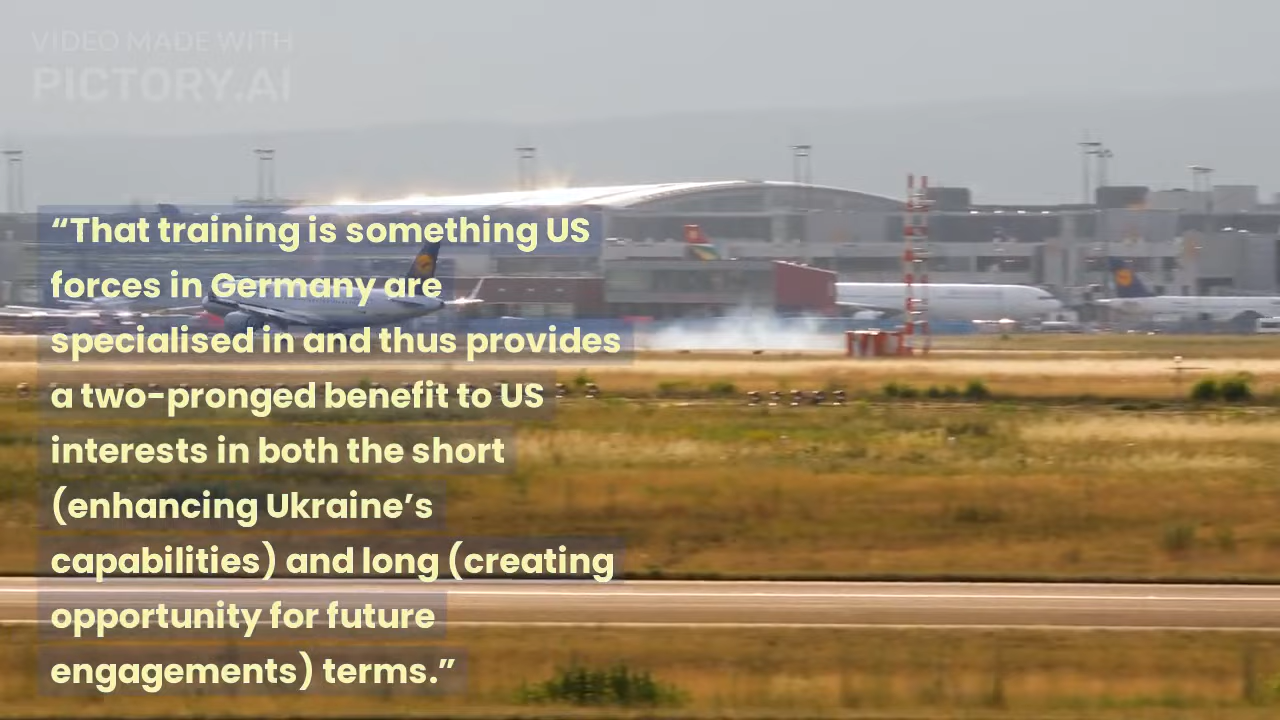 VIDEO MADE WITH
PICTORY.AI
“That training is something US
forces in Germany are
specialised in and thus provides
a two-pronged benefit to US
interests in both the short
(enhancing Ukraine’s
capabilities) and long (creating
opportunity for future
engagements) terms.”